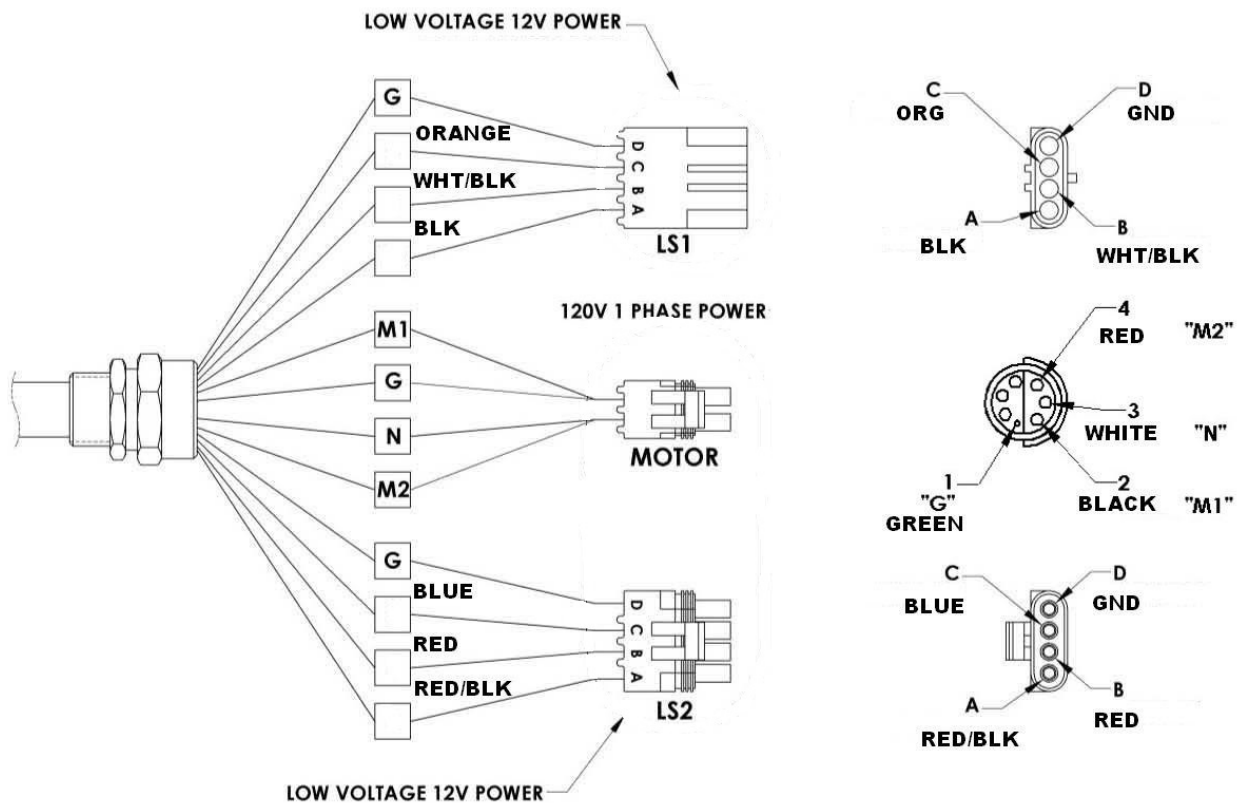 LOW VOLTAGE 12V POWER
G
ORANGE
WHT/BLK
BLK
D
C
B
A
LS1
C
ORG
D
GND
A
BLK
B
WHT/BLK
M1
G
N
M2
120V 1 PHASE POWER
MOTOR
4
RED "M2"
3
WHITE "N"
1
"G"
GREEN
2
BLACK "M1"
G
BLUE
RED
RED/BLK
D
C
B
A
LS2
C
BLUE
D
GND
A
RED/BLK
B
RED
LOW VOLTAGE 12V POWER